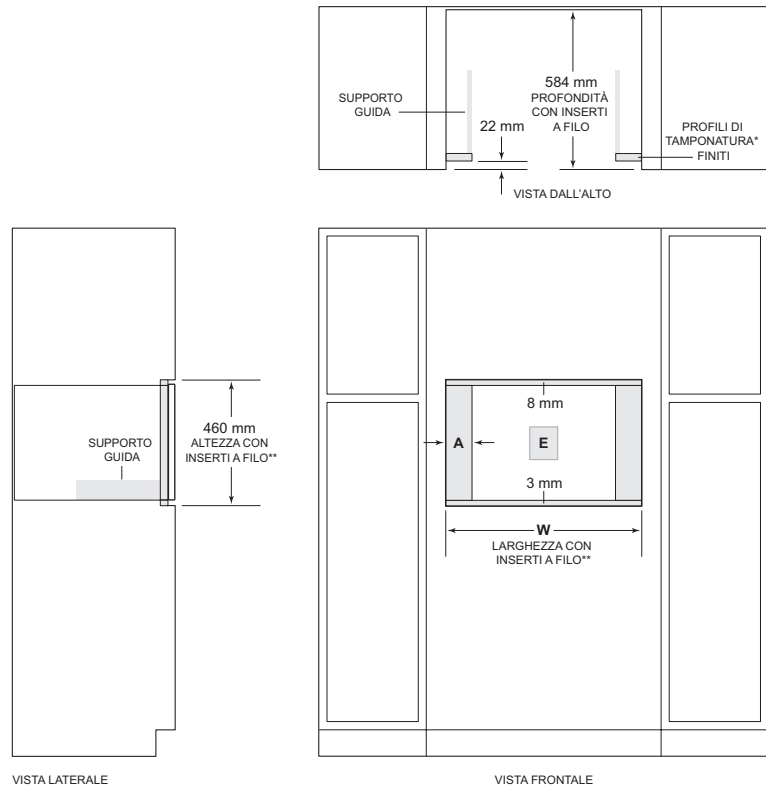 584 mm
PROFONDITÀ
CON INSERTI
A FILO
SUPPORTO
GUIDA
22 mm
PROFILI DI
TAMPONATURA*
FINITI
VISTA DALL'ALTO
460 mm
ALTEZZA CON
INSERTI A FILO**
SUPPORTO
GUIDA
8 mm
A
E
3 mm
W
LARGHEZZA CON
INSERTI A FILO**
VISTA LATERALE
VISTA FRONTALE